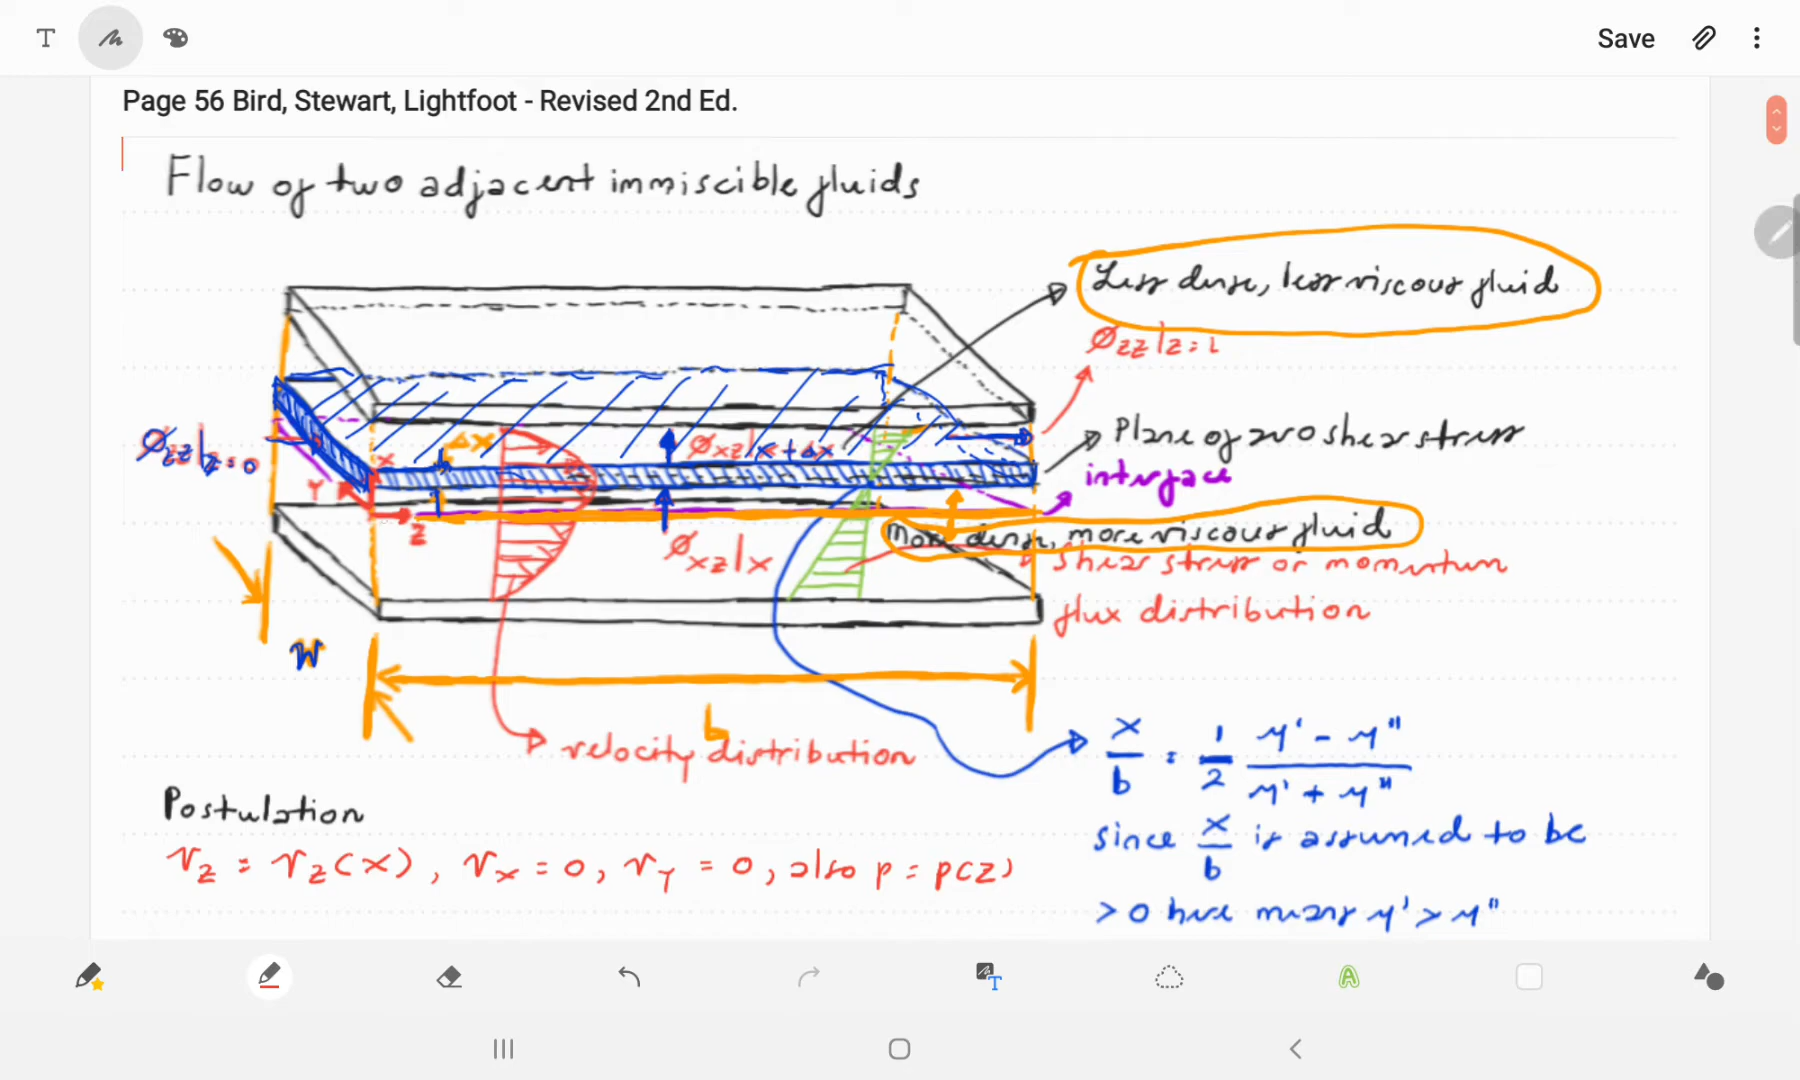 T
Save
Page 56 Bird, Stewart, Lightfoot - Revised 2nd Ed.
Flow of two adjacent immiscible fluids
Less dense, less viscous fluid
ϕzz|z=L
Plane of zero shear stress
ϕzz|z=0
Δx
ϕxz|x+Δx
x
interface
Y
z
More dense, more viscous fluid
ϕxz|x
shear stress or momentum
flux distribution
W
L
velocity distribution
x/b = 1/2 (μ' - μ")/(μ' + μ")
Postulation
since x/b is assumed to be
vz = vz(x), vx = 0, vy = 0, also p = p(z)
> 0 here means μ' > μ"